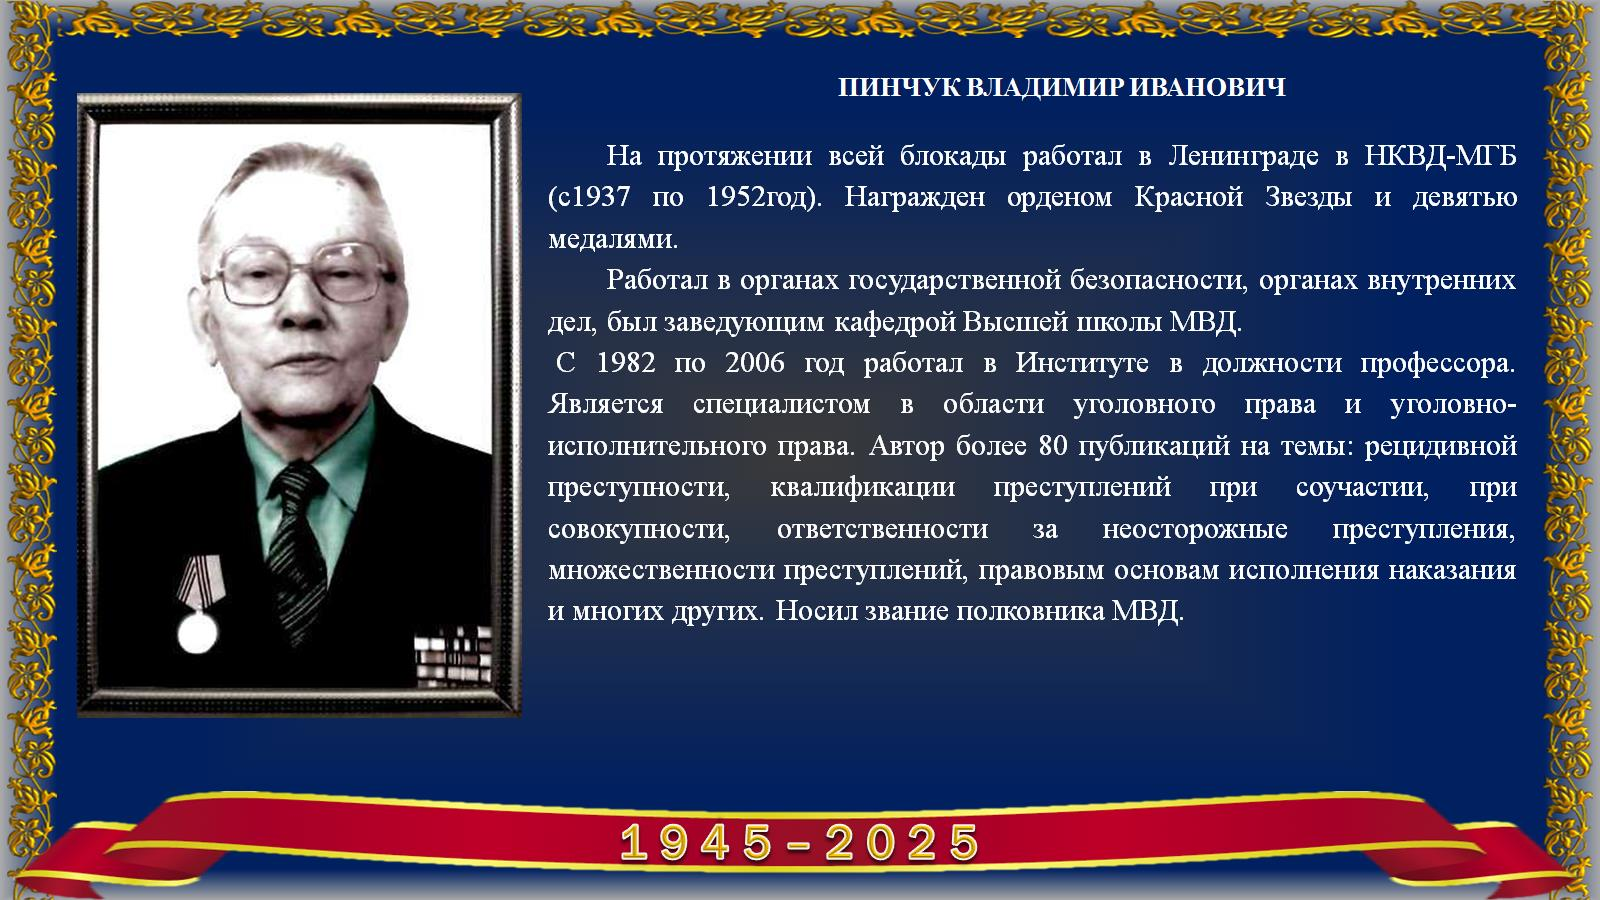 ПИНЧУК ВЛАДИМИР ИВАНОВИЧ
На протяжении всей блокады работал в Ленинграде в НКВД-МГБ
(с1937 по 1952год). Награжден орденом Красной Звезды и девятью
медалями.
Работал в органах государственной безопасности, органах внутренних
дел, был заведующим кафедрой Высшей школы МВД.
С 1982 по 2006 год работал в Институте в должности профессора.
Является специалистом в области уголовного права и уголовно-
исполнительного права. Автор более 80 публикаций на темы: рецидивной
преступности, квалификации преступлений при соучастии, при
совокупности, ответственности за неосторожные преступления,
множественности преступлений, правовым основам исполнения наказания
и многих других. Носил звание полковника МВД.
1945–2025